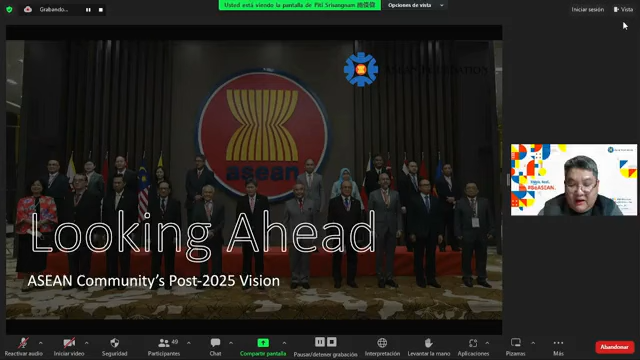 Grabando...
Usted está viendo la pantalla de Piti Srisangnam
Opciones de vista
Iniciar sesión
Vista
asean
Looking Ahead
ASEAN Community's Post-2025 Vision
#BeASEAN.
Reactivar audio
Iniciar video
Seguridad
Participantes
49
Compartir pantalla
Pausar/detener grabación
Interpretación
Levantar la mano
Aplicaciones
Pizarras
Más
Abandonar